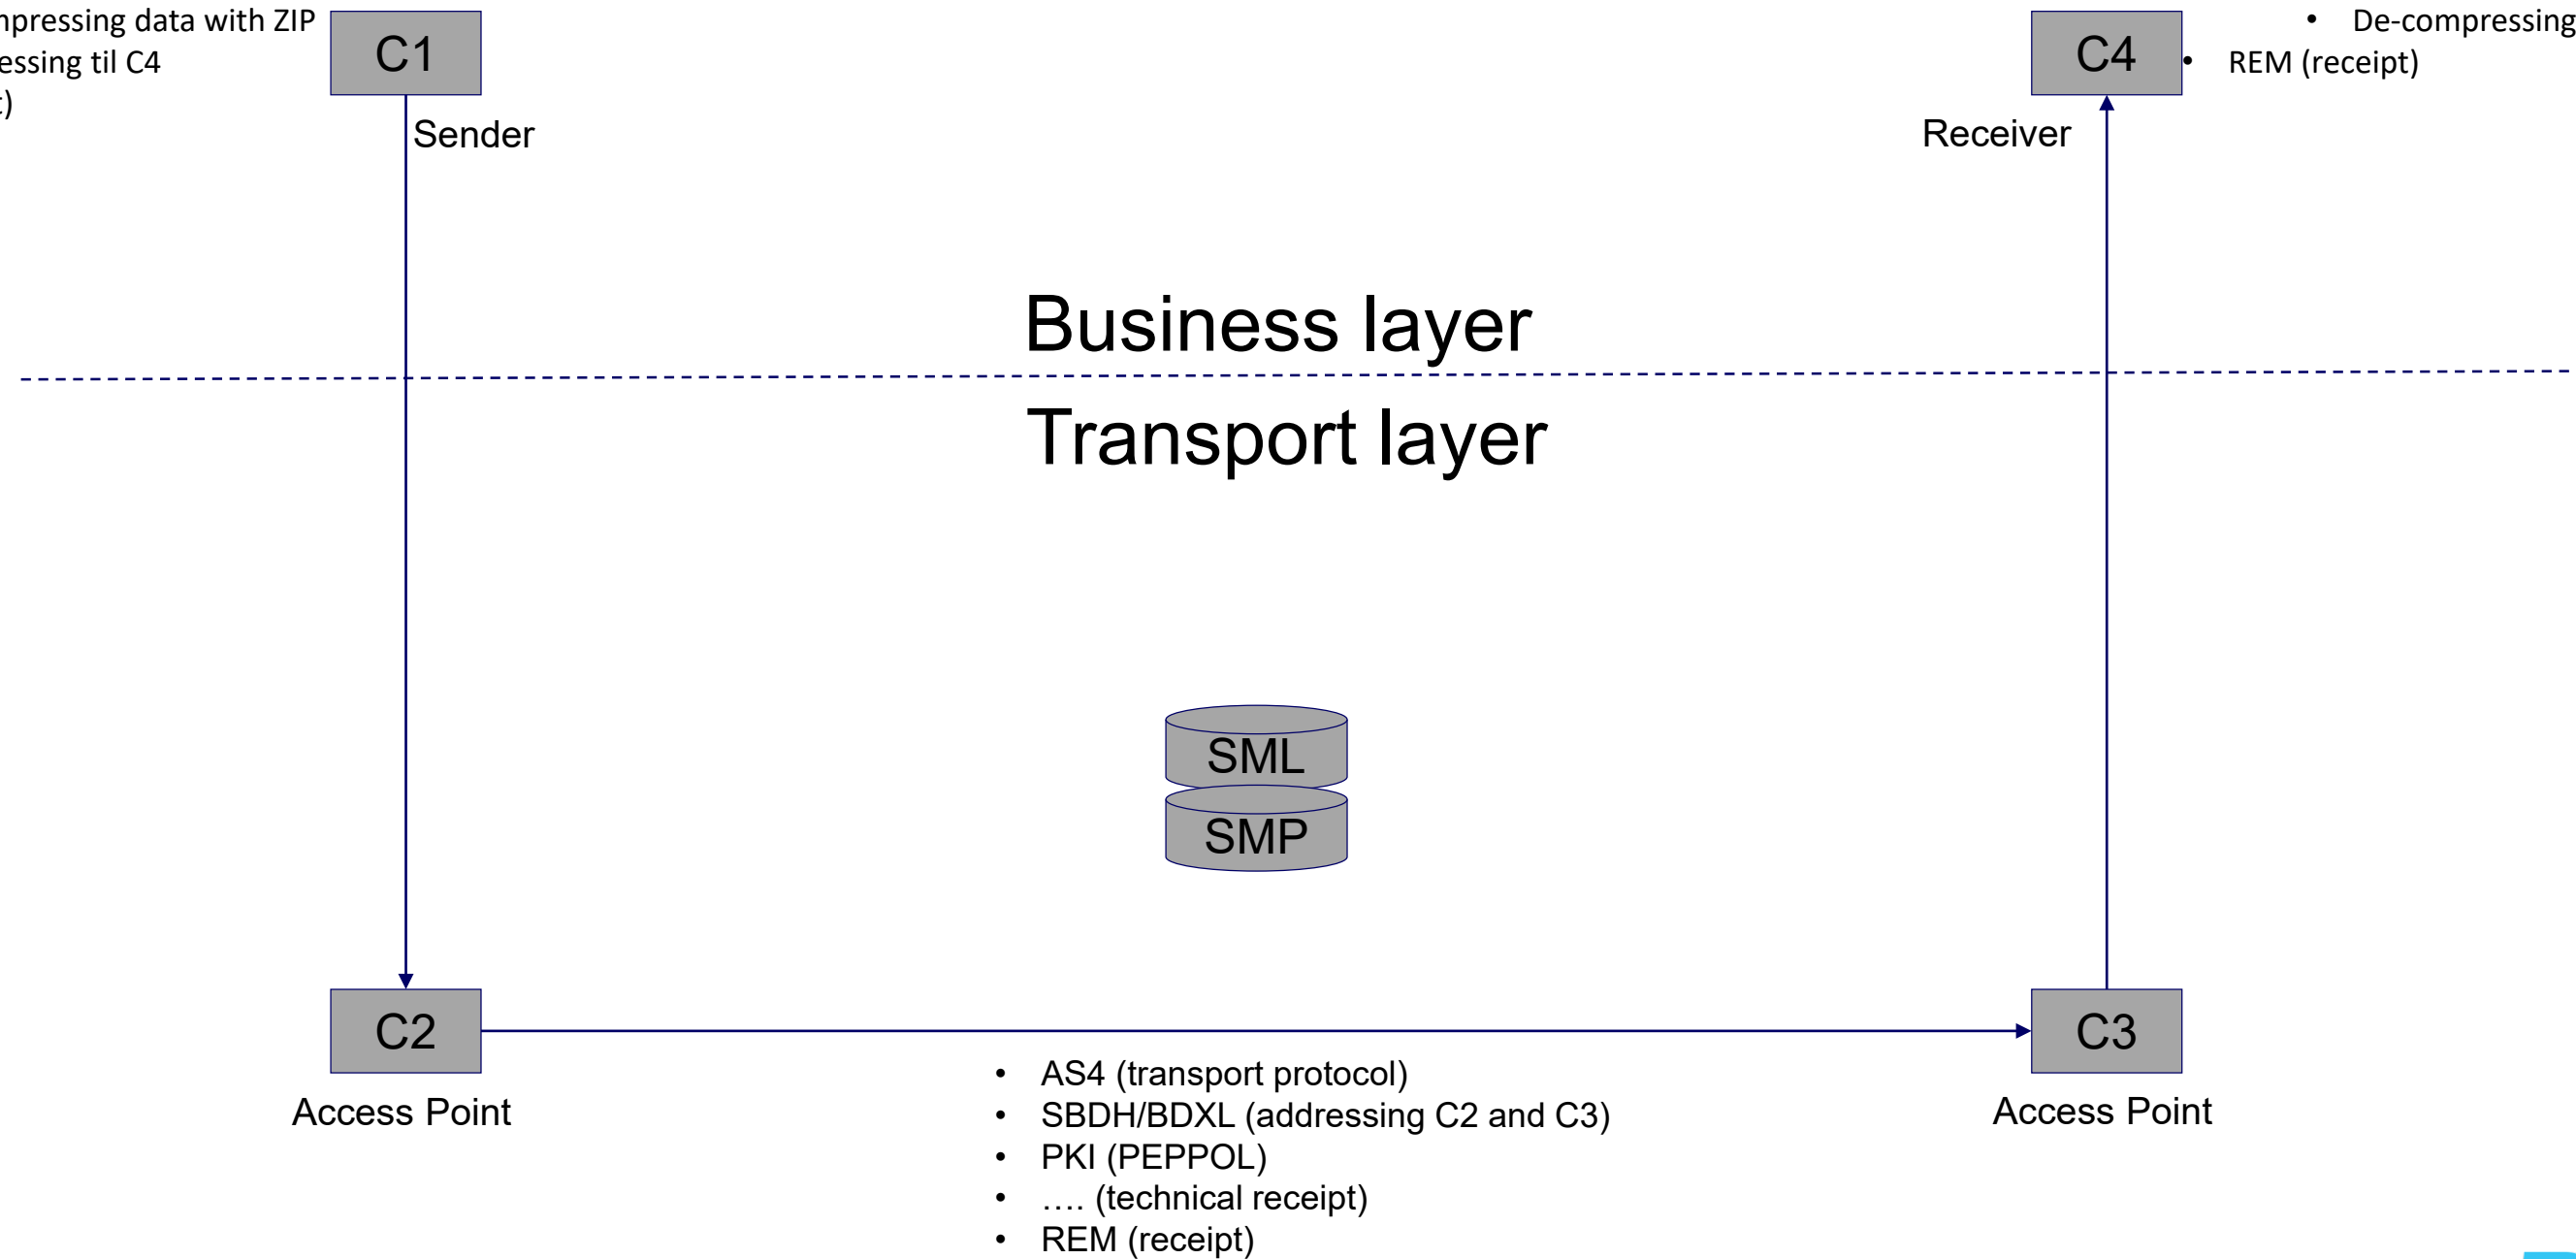 data with ZIP
til C4
C1
Sender
C4
Receiver
• De-compressing
• REM (receipt)
Business layer
Transport layer
SML
SMP
C2
Access Point
C3
Access Point
• AS4 (transport protocol)
• SBDH/BDXL (addressing C2 and C3)
• PKI (PEPPOL)
• …. (technical receipt)
• REM (receipt)